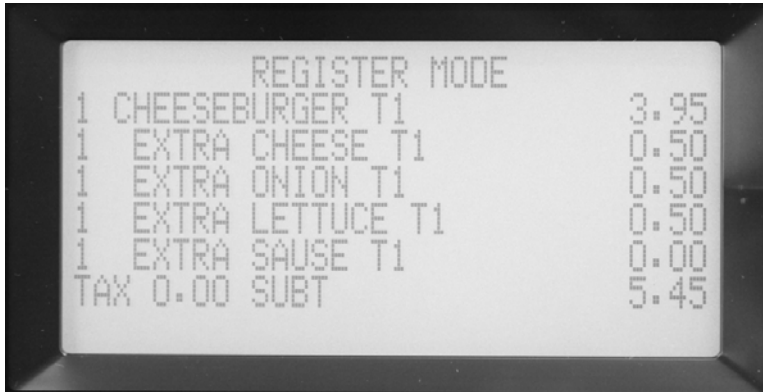 REGISTER MODE
1 CHEESEBURGER T1 3.95
1 EXTRA CHEESE T1 0.50
1 EXTRA ONION T1 0.50
1 EXTRA LETTUCE T1 0.50
1 EXTRA SAUSE T1 0.00
TAX 0.00 SUBT 5.45